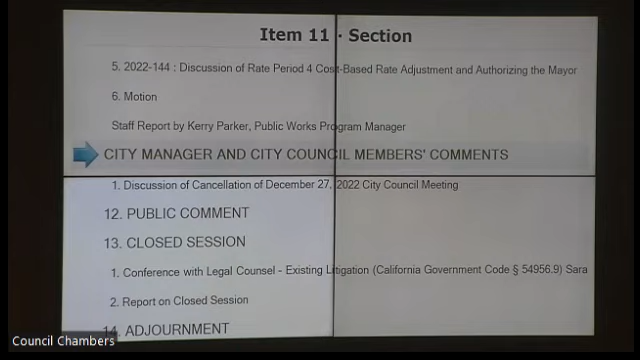 Item 11 - Section
5. 2022-144 : Discussion of Rate Period 4 Cost-Based Rate Adjustment and Authorizing the Mayor
6. Motion
Staff Report by Kerry Parker, Public Works Program Manager
CITY MANAGER AND CITY COUNCIL MEMBERS' COMMENTS
1. Discussion of Cancellation of December 27, 2022 City Council Meeting
12. PUBLIC COMMENT
13. CLOSED SESSION
1. Conference with Legal Counsel - Existing Litigation (California Government Code § 54956.9) Sara
2. Report on Closed Session
14. ADJOURNMENT
Council Chambers